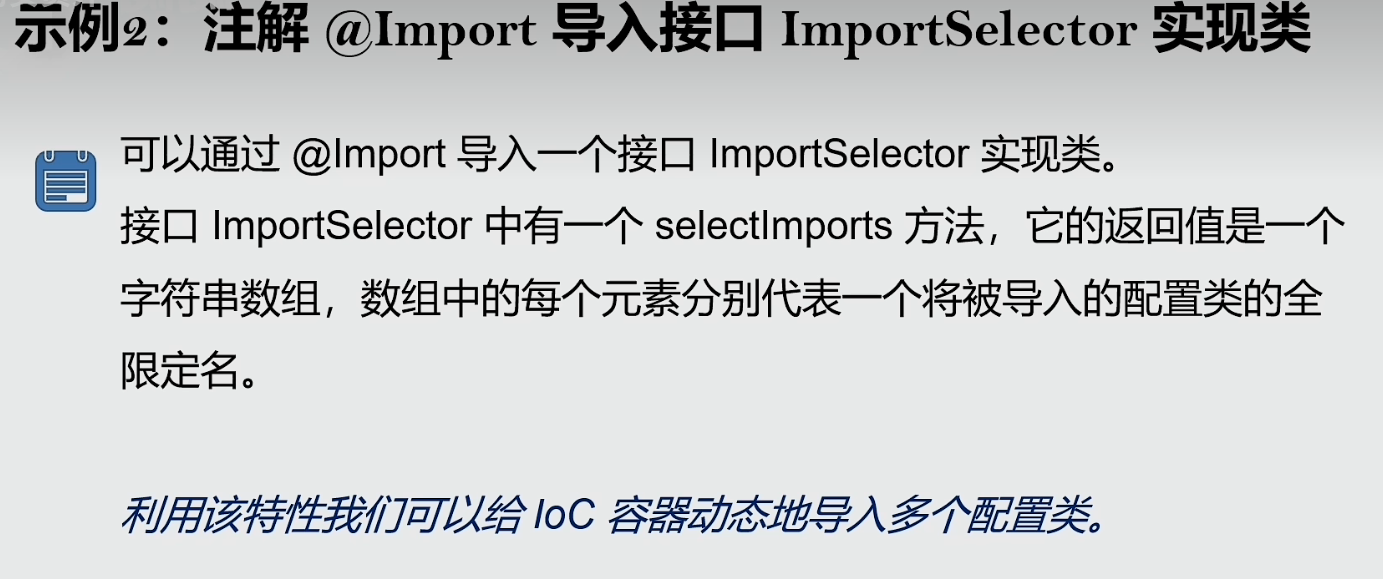 示例2：注解 @Import 导入接口 ImportSelector 实现类
可以通过 @Import 导入一个接口 ImportSelector 实现类。
接口 ImportSelector 中有一个 selectImports 方法，它的返回值是一个
字符串数组，数组中的每个元素分别代表一个将被导入的配置类的全
限定名。
利用该特性我们可以给 IoC 容器动态地导入多个配置类。